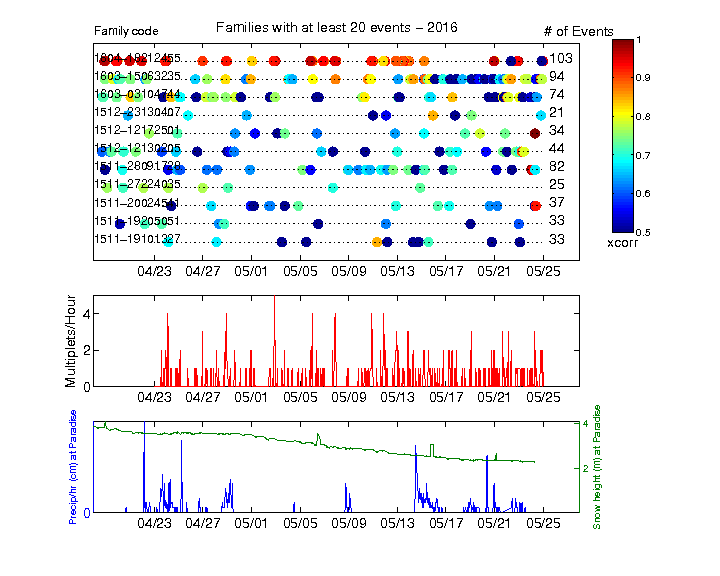 Family code
Families with at least 20 events − 2016
# of Events
1604−19212455 103
1603−15063235 94
1603−03104744 74
1512−23130407 21
1512−12172501 34
1512−12130205 44
1511−28091729 82
1511−27224035 25
1511−20024541 37
1511−19205051 33
1511−19101327 33
1
0.9
0.8
0.7
0.6
0.5
xcorr
04/23 04/27 05/01 05/05 05/09 05/13 05/17 05/21 05/25
Multiplets/Hour
4
2
0
04/23 04/27 05/01 05/05 05/09 05/13 05/17 05/21 05/25
Precip/hr (cm) at Paradise
0
4
2
Snow height (m) at Paradise
04/23 04/27 05/01 05/05 05/09 05/13 05/17 05/21 05/25